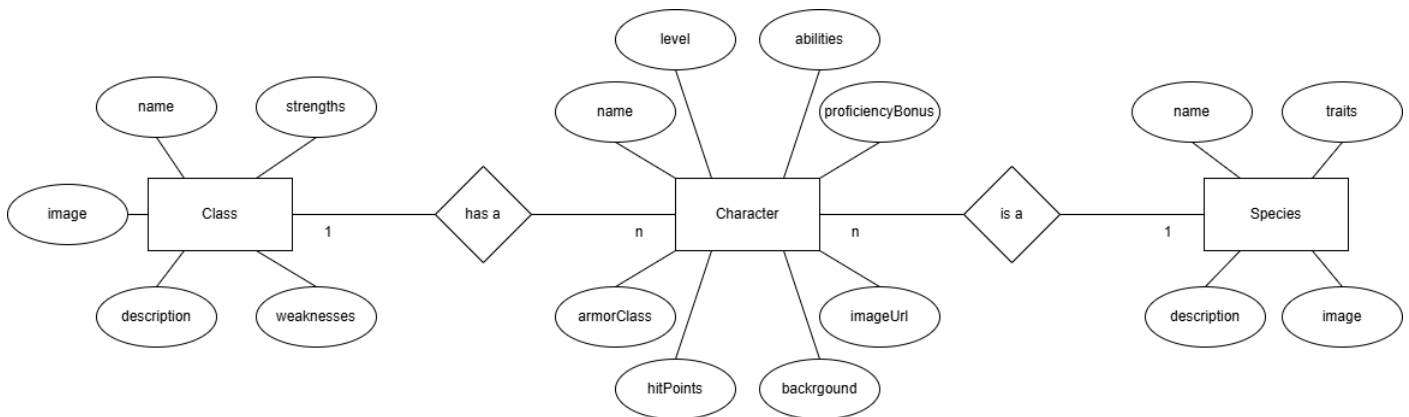 level
abilities
name
strengths
name
proficiencyBonus
name
traits
image
Class
has a
Character
is a
Species
1
n
n
1
description
weaknesses
armorClass
imageUrl
description
image
hitPoints
backrgound